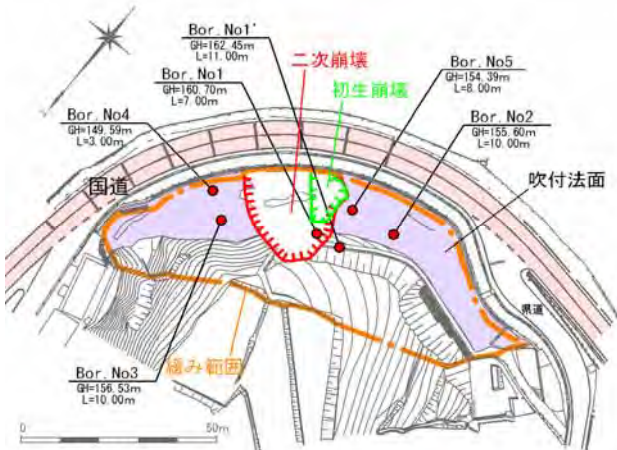 Bor. No1'
GH=162.45m
L=11.00m
二次崩壊
Bor. No5
GH=154.39m
L=8.00m
Bor. No1
GH=160.70m
L=7.00m
初生崩壊
Bor. No2
GH=155.60m
L=10.00m
Bor. No4
GH=149.59m
L=3.00m
国道
吹付法面
県道
緩み範囲
Bor. No3
GH=156.53m
L=10.00m
0 50m